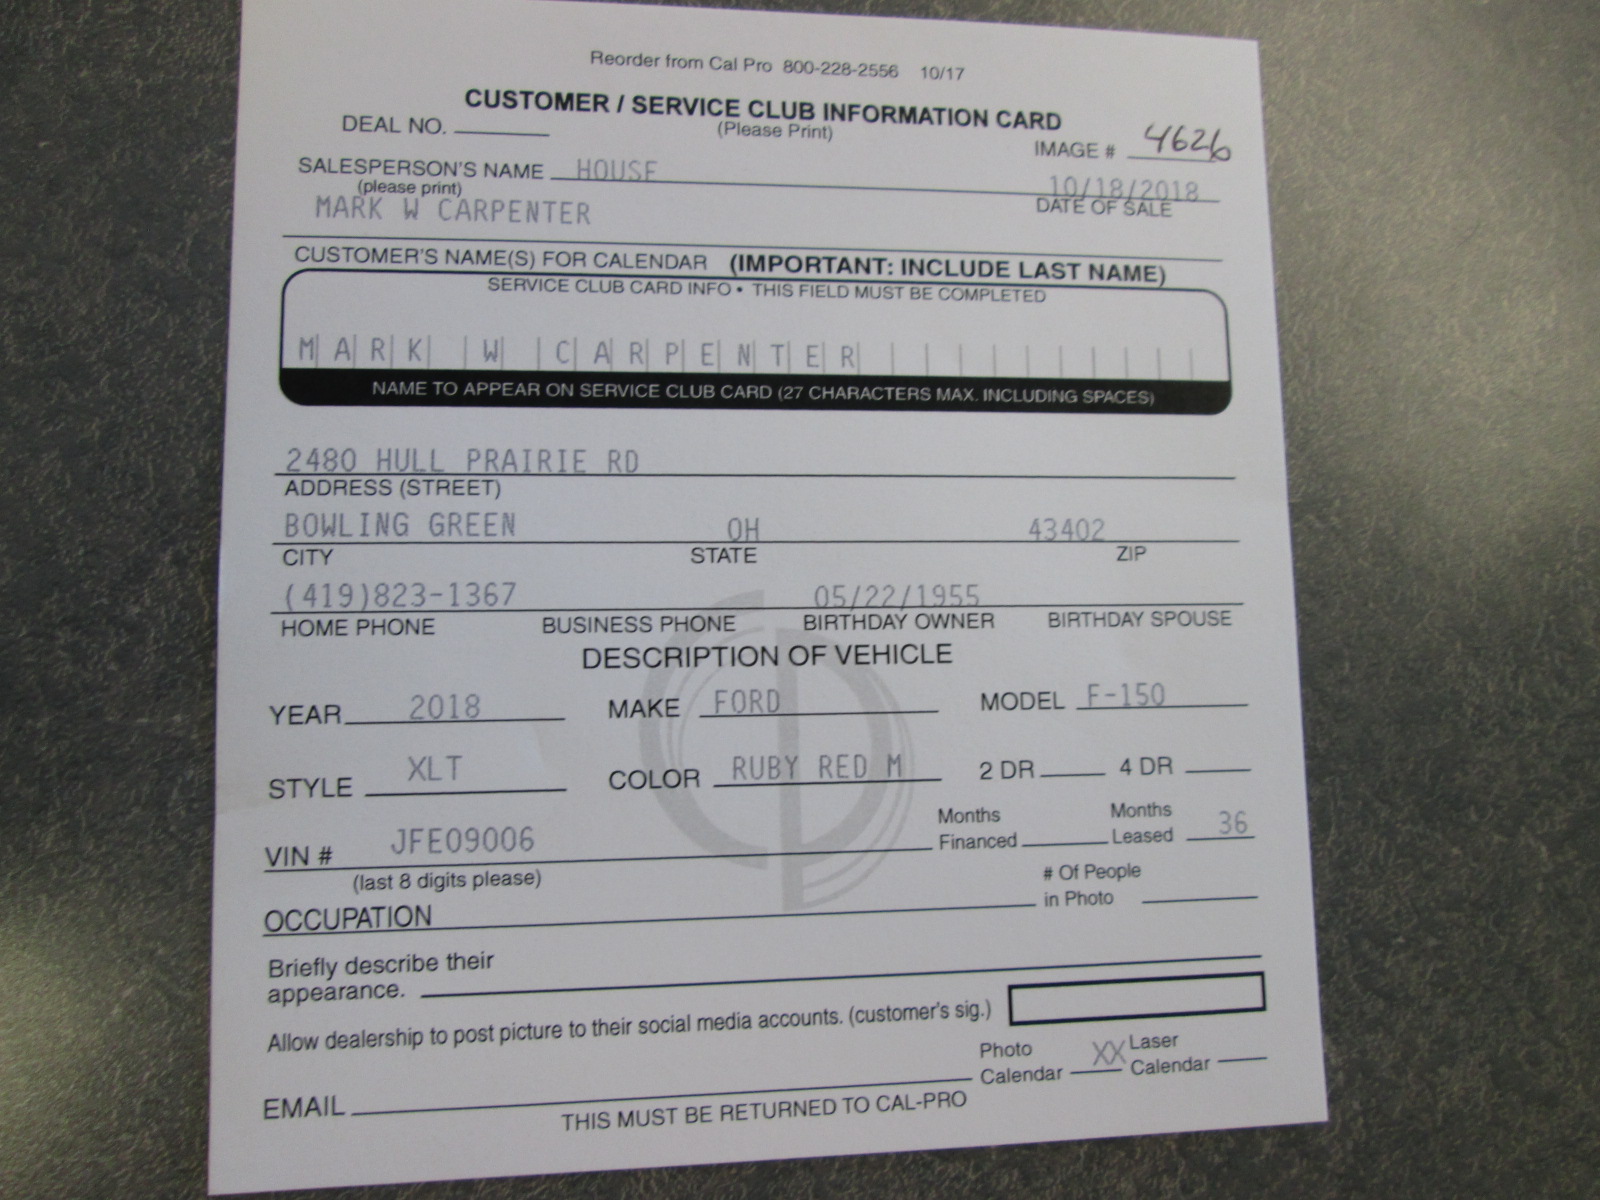 Reorder from Cal Pro 800-228-2556 10/17
CUSTOMER / SERVICE CLUB INFORMATION CARD
DEAL NO. (Please Print)
IMAGE # 4626
SALESPERSON'S NAME HOUSE 10/18/2018
(please print) DATE OF SALE
MARK W CARPENTER
CUSTOMER'S NAME(S) FOR CALENDAR (IMPORTANT: INCLUDE LAST NAME)
SERVICE CLUB CARD INFO • THIS FIELD MUST BE COMPLETED
MARK W CARPENTER
NAME TO APPEAR ON SERVICE CLUB CARD (27 CHARACTERS MAX. INCLUDING SPACES)
2480 HULL PRAIRIE RD
ADDRESS (STREET)
BOWLING GREEN OH 43402
CITY STATE ZIP
(419)823-1367 05/22/1955
HOME PHONE BUSINESS PHONE BIRTHDAY OWNER BIRTHDAY SPOUSE
DESCRIPTION OF VEHICLE
YEAR 2018 MAKE FORD MODEL F-150
STYLE XLT COLOR RUBY RED M 2 DR 4 DR
Months Financed Months Leased 36
VIN # JFE09006
(last 8 digits please)
# Of People in Photo
OCCUPATION
Briefly describe their
appearance.
Allow dealership to post picture to their social media accounts. (customer's sig.)
Photo Calendar XX Laser Calendar
EMAIL
THIS MUST BE RETURNED TO CAL-PRO